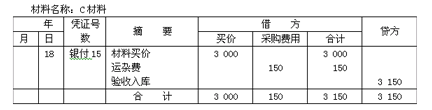 材料名称：C材料
年 凭证号数 摘 要 借 方 贷方
月 日 买价 采购费用 合计
18 银付15 材料买价 3 000 3 000
运杂费 150 150
验收入库 3 150
合 计 3 000 150 3 150 3 150